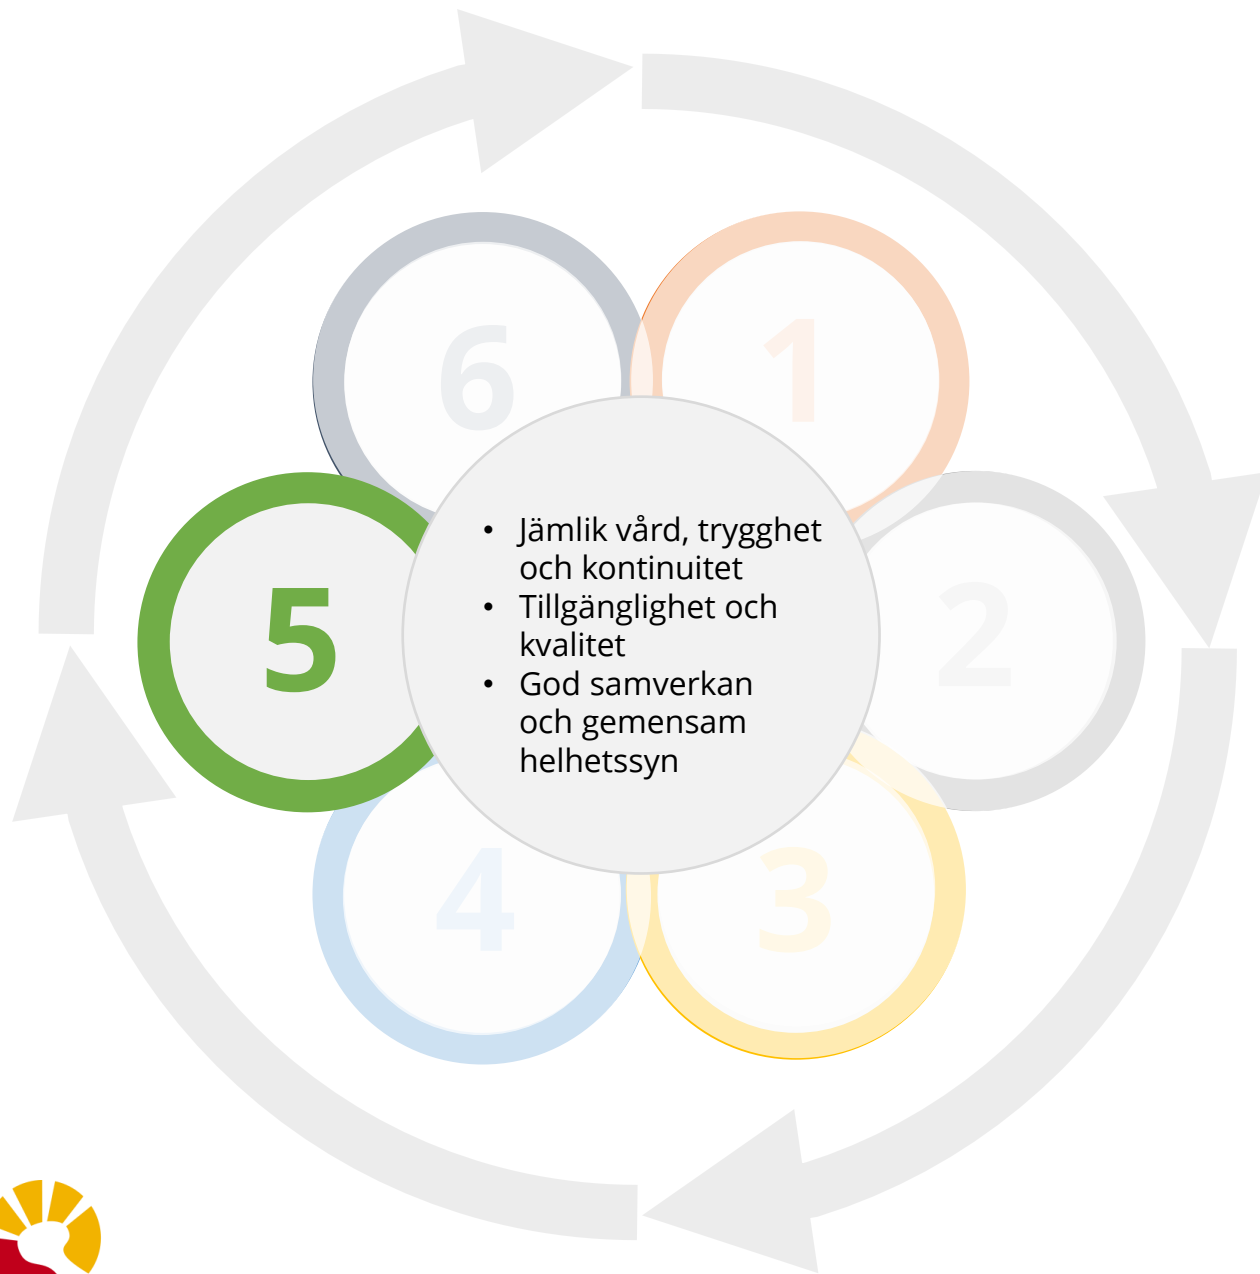 6
1
5
• Jämlik vård, trygghet
och kontinuitet
• Tillgänglighet och
kvalitet
• God samverkan
och gemensam
helhetssyn
2
4
3